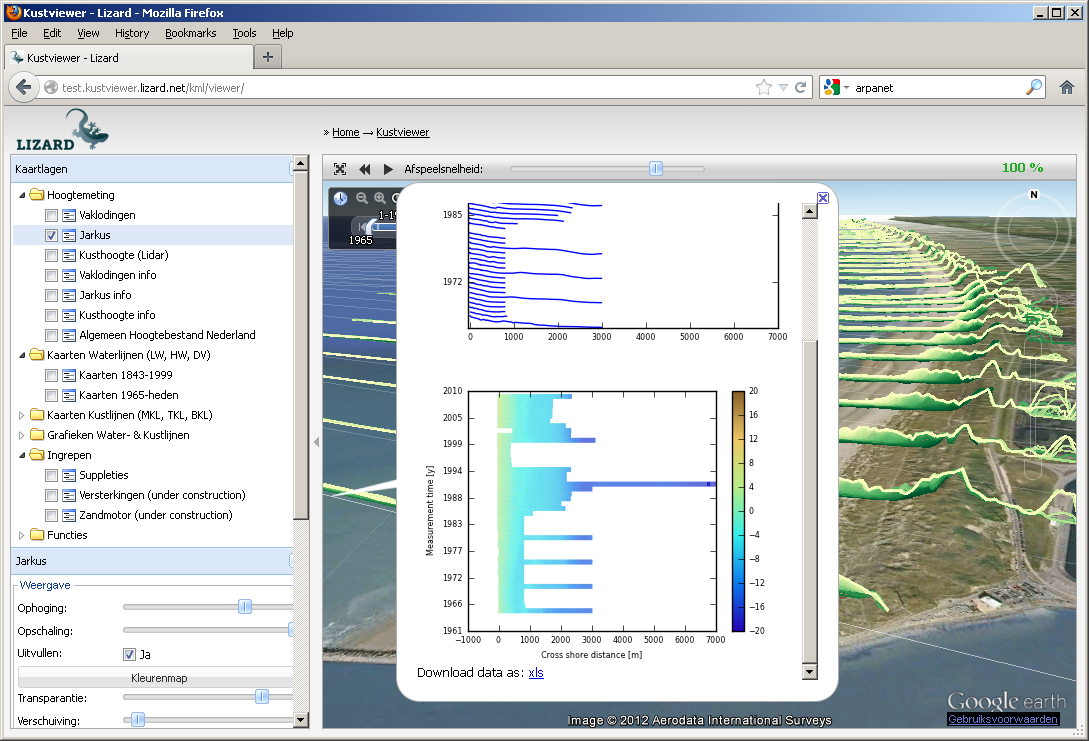 Kustviewer - Lizard - Mozilla Firefox
File Edit View History Bookmarks Tools Help
Kustviewer - Lizard
test.kustviewer.lizard.net/kml/viewer/
arpanet
LIZARD
» Home → Kustviewer
Kaartlagen
Hoogtemeting
Vaklodingen
Jarkus
Kusthoogte (Lidar)
Vaklodingen info
Jarkus info
Kusthoogte info
Algemeen Hoogtebestand Nederland
Kaarten Waterlijnen (LW, HW, DV)
Kaarten 1843-1999
Kaarten 1965-heden
Kaarten Kustlijnen (MKL, TKL, BKL)
Grafieken Water- & Kustlijnen
Ingrepen
Suppleties
Versterkingen (under construction)
Zandmotor (under construction)
Functies
Jarkus
Weergave
Ophoging:
Opschaling:
Uitvullen: Ja
Kleurenmap
Transparantie:
Verschuiving:
Afspeelsnelheid:
100 %
1965
N
1985
1972
0 1000 2000 3000 4000 5000 6000 7000
Measurement time [y]
2010
2005
1999
1994
1988
1983
1977
1972
1966
1961
−1000 0 1000 2000 3000 4000 5000 6000 7000
Cross shore distance [m]
20
16
12
8
4
0
−4
−8
−12
−16
−20
Download data as: xls
Image © 2012 Aerodata International Surveys
Google earth
Gebruiksvoorwaarden